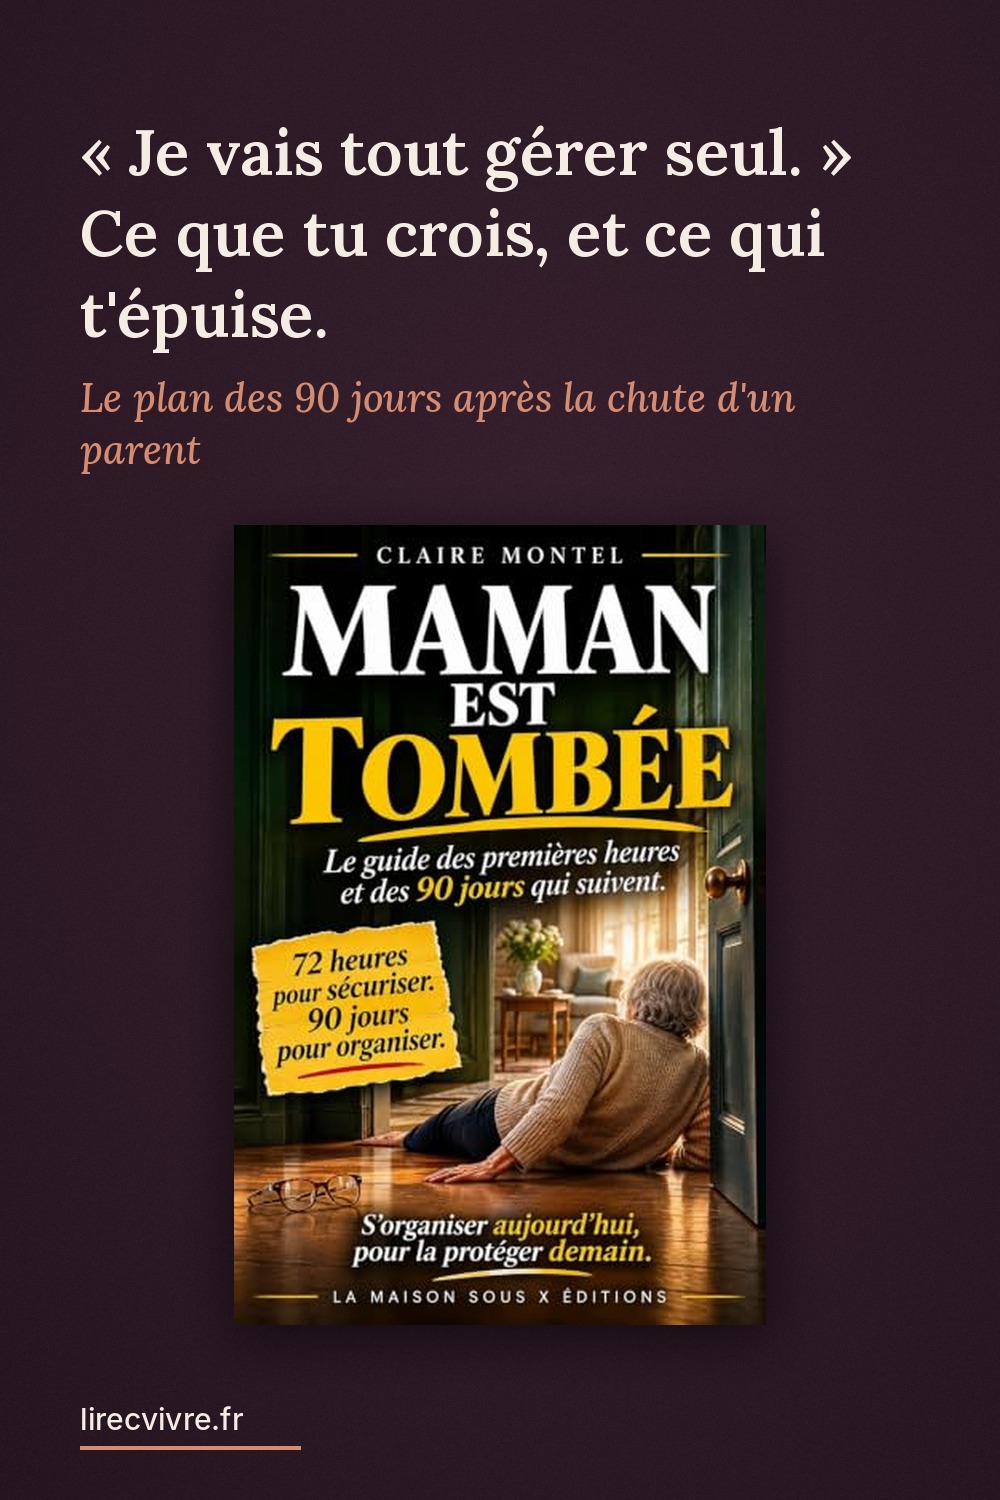 « Je vais tout gérer seul. »
Ce que tu crois, et ce qui
t'épuise.
Le plan des 90 jours après la chute d'un
parent
CLAIRE MONTEL
MAMAN
EST
TOMBÉE
Le guide des premières heures
et des 90 jours qui suivent.
72 heures
pour sécuriser.
90 jours
pour organiser.
S’organiser aujourd’hui,
pour la protéger demain.
LA MAISON SOUS X ÉDITIONS
lirecvivre.fr